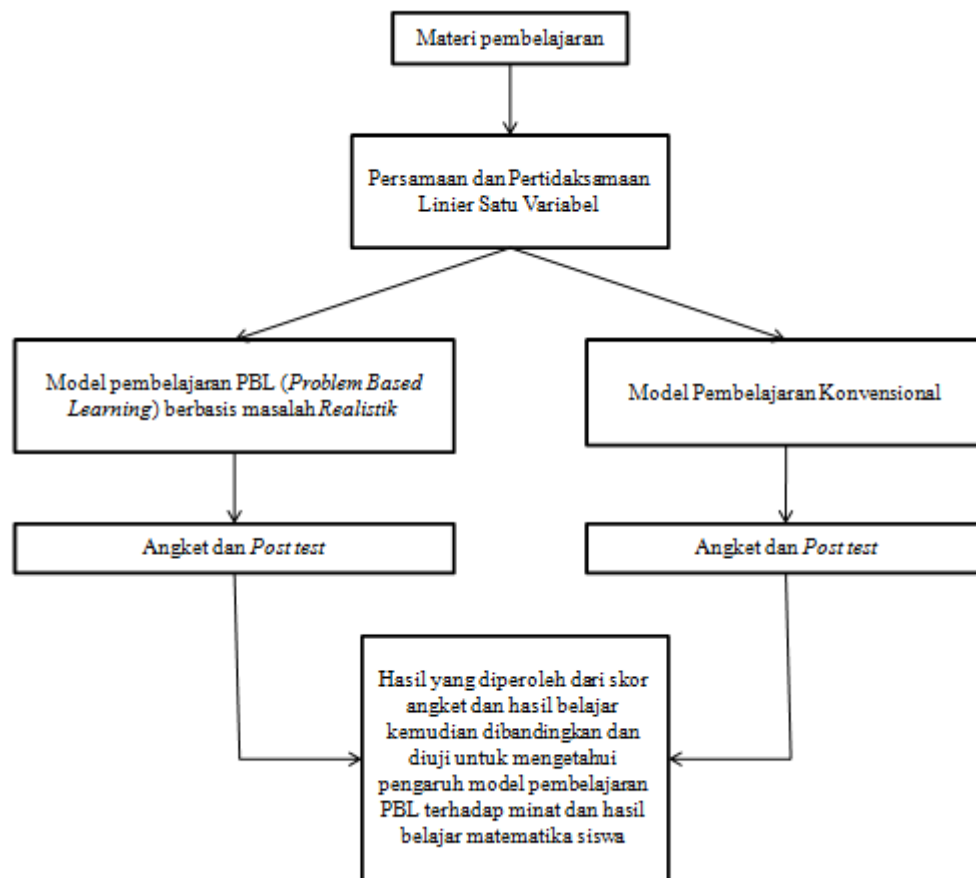 Materi pembelajaran
Persamaan dan Pertidaksamaan
Linier Satu Variabel
Model pembelajaran PBL (Problem Based
Learning) berbasis masalah Realistik
Model Pembelajaran Konvensional
Angket dan Post test
Angket dan Post test
Hasil yang diperoleh dari skor
angket dan hasil belajar
kemudian dibandingkan dan
diuji untuk mengetahui
pengaruh model pembelajaran
PBL terhadap minat dan hasil
belajar matematika siswa